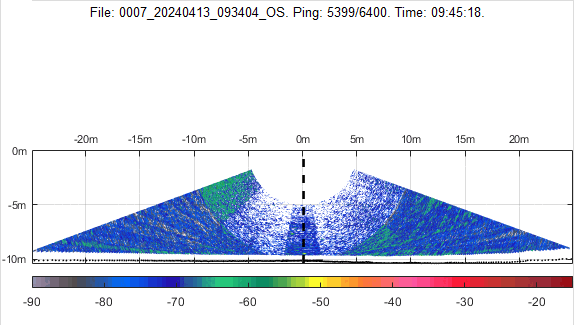 File: 0007_20240413_093404_OS. Ping: 5399/6400. Time: 09:45:18.
-20m -15m -10m -5m 0m 5m 10m 15m 20m
0m
-5m
-10m
-90 -80 -70 -60 -50 -40 -30 -20